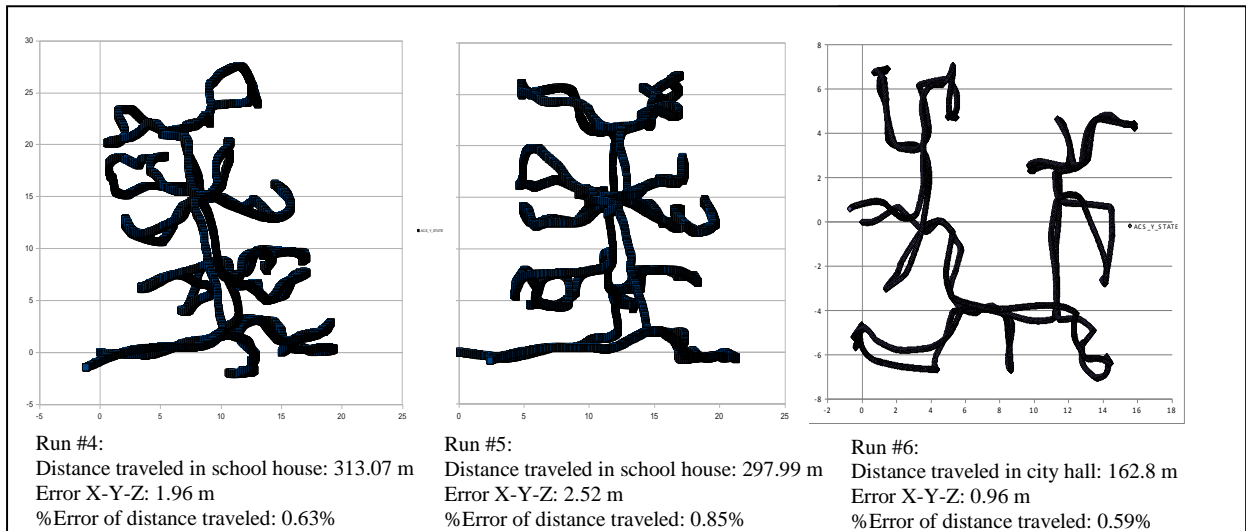 30
25
20
15
10
5
0
-5
-5 0 5 10 15 20 25
ACS_Y_STATE
0 5 10 15 20 25
8
6
4
2
0
-2
-4
-6
-8
-2 0 2 4 6 8 10 12 14 16 18
ACS_Y_STATE
Run #4:
Distance traveled in school house: 313.07 m
Error X-Y-Z: 1.96 m
%Error of distance traveled: 0.63%
Run #5:
Distance traveled in school house: 297.99 m
Error X-Y-Z: 2.52 m
%Error of distance traveled: 0.85%
Run #6:
Distance traveled in city hall: 162.8 m
Error X-Y-Z: 0.96 m
%Error of distance traveled: 0.59%